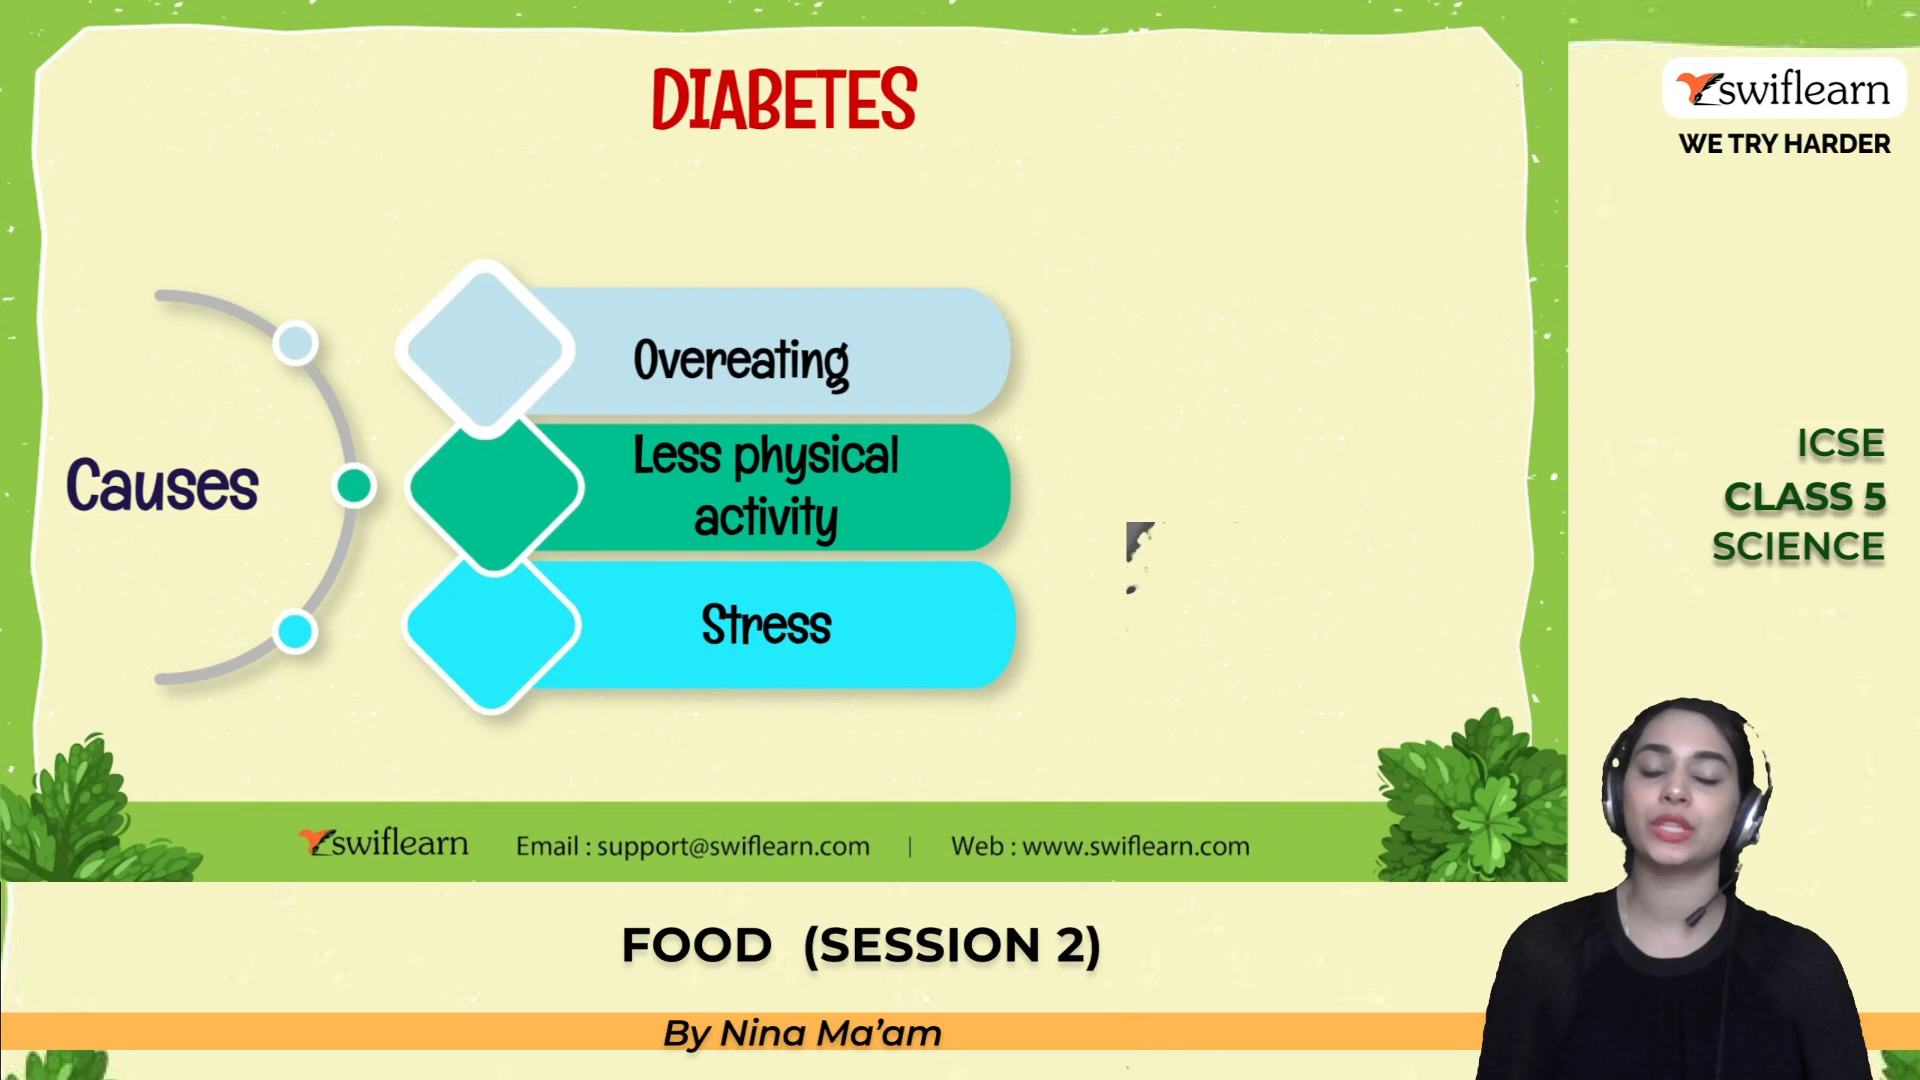 DIABETES
swiflearn
WE TRY HARDER
Overeating
Less physical
activity
Causes
Stress
ICSE
CLASS 5
SCIENCE
swiflearn Email : support@swiflearn.com | Web : www.swiflearn.com
FOOD (SESSION 2)
By Nina Ma'am